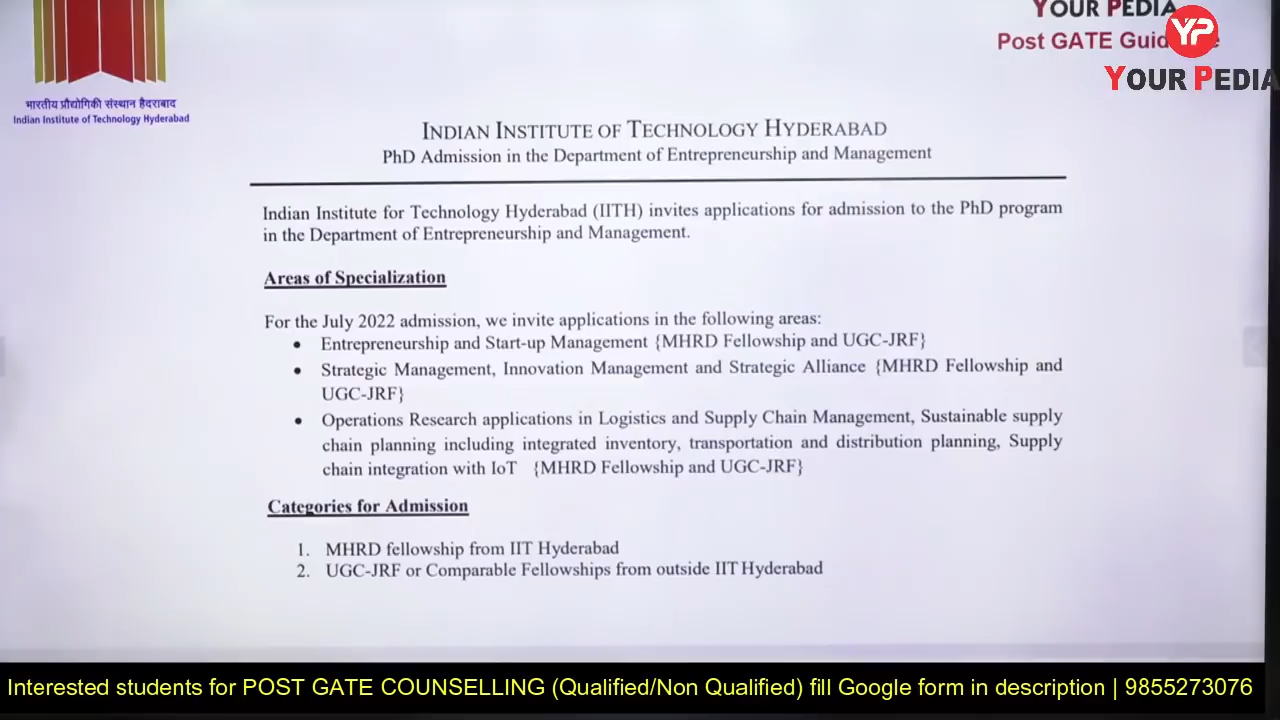 YOUR PEDIA
Post GATE Guid e
YP
YOUR PEDIA
भारतीय प्रौद्योगिकी संस्थान हैदराबाद
Indian Institute of Technology Hyderabad
INDIAN INSTITUTE OF TECHNOLOGY HYDERABAD
PhD Admission in the Department of Entrepreneurship and Management
Indian Institute for Technology Hyderabad (IITH) invites applications for admission to the PhD program
in the Department of Entrepreneurship and Management.
Areas of Specialization
For the July 2022 admission, we invite applications in the following areas:
• Entrepreneurship and Start-up Management {MHRD Fellowship and UGC-JRF}
• Strategic Management, Innovation Management and Strategic Alliance {MHRD Fellowship and
UGC-JRF}
• Operations Research applications in Logistics and Supply Chain Management, Sustainable supply
chain planning including integrated inventory, transportation and distribution planning, Supply
chain integration with IoT {MHRD Fellowship and UGC-JRF}
Categories for Admission
1. MHRD fellowship from IIT Hyderabad
2. UGC-JRF or Comparable Fellowships from outside IIT Hyderabad
Interested students for POST GATE COUNSELLING (Qualified/Non Qualified) fill Google form in description | 9855273076